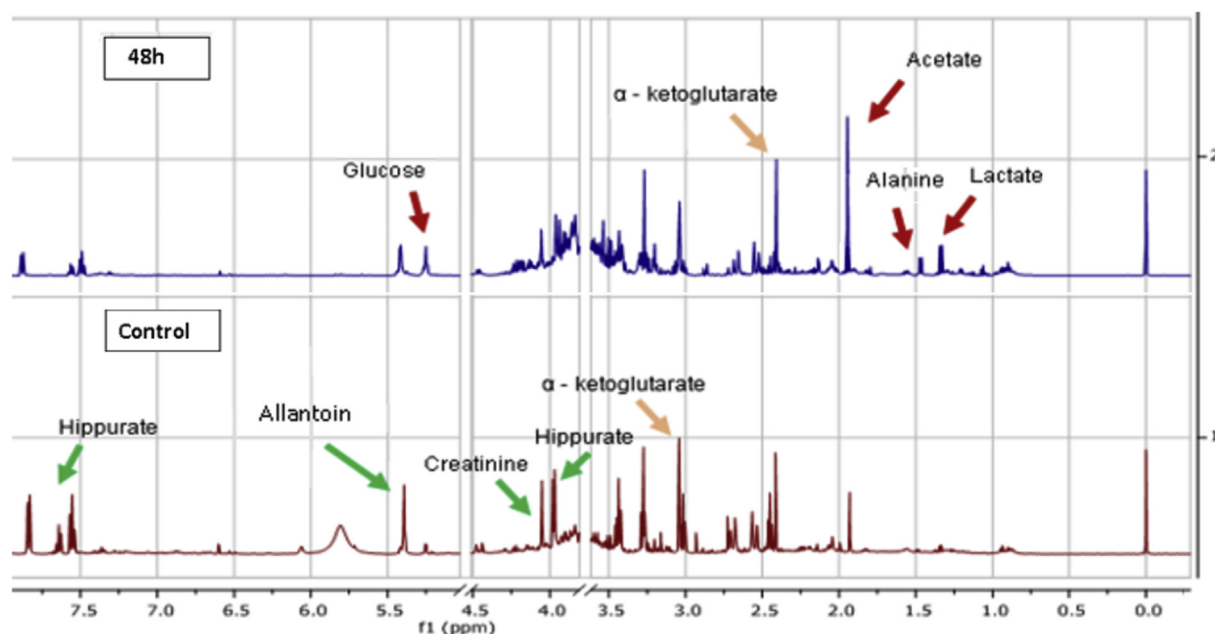 48h
Acetate
α - ketoglutarate
Glucose
Alanine
Lactate
2
Control
α - ketoglutarate
Allantoin
Hippurate
Hippurate
Creatinine
1
7.5 7.0 6.5 6.0 5.5 5.0 4.5 4.0 3.5 3.0 2.5 2.0 1.5 1.0 0.5 0.0
f1 (ppm)